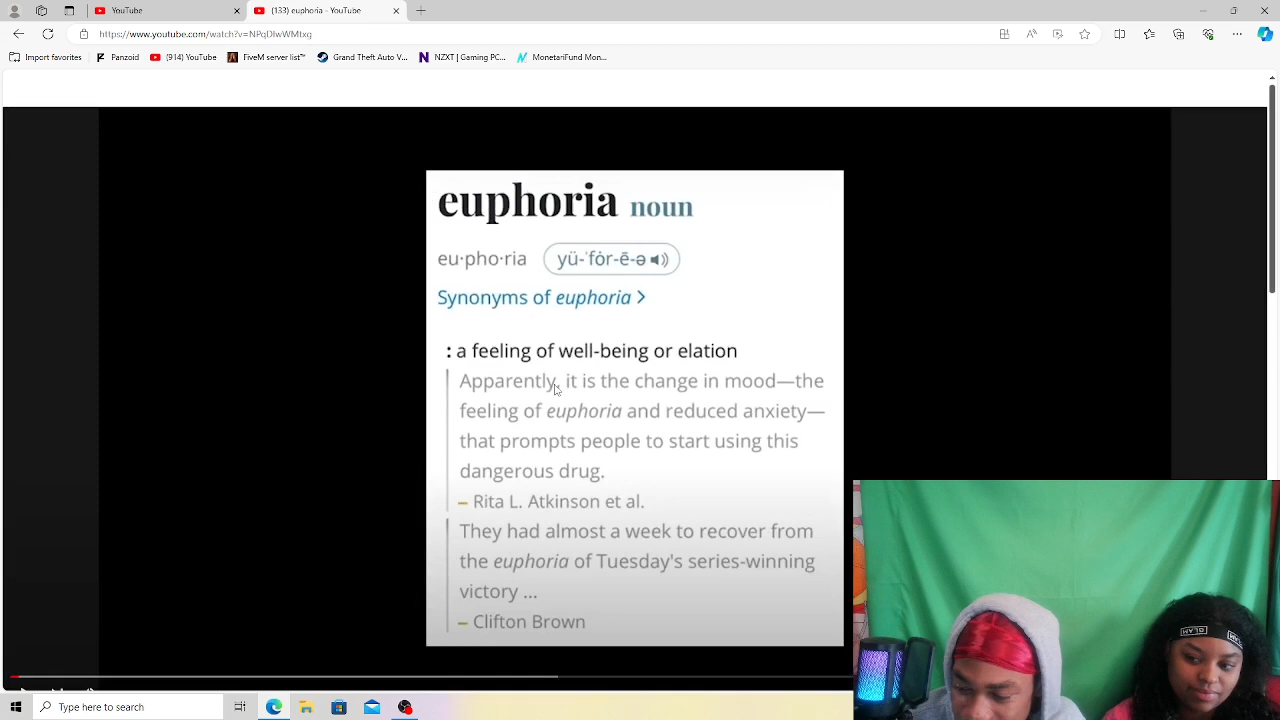 YouTube
(133) euphoria - YouTube
https://www.youtube.com/watch?v=NPqDIwWMtxg
Import favorites
Panzoid
(914) YouTube
FiveM server list™
Grand Theft Auto V...
NZXT | Gaming PC...
MonetariFund Mon...
euphoria noun
eu·pho·ria yü-ˈfȯr-ē-ə
Synonyms of euphoria >
: a feeling of well-being or elation
Apparently, it is the change in mood—the
feeling of euphoria and reduced anxiety—
that prompts people to start using this
dangerous drug.
– Rita L. Atkinson et al.
They had almost a week to recover from
the euphoria of Tuesday's series-winning
victory ...
– Clifton Brown
GLAM
Type here to search